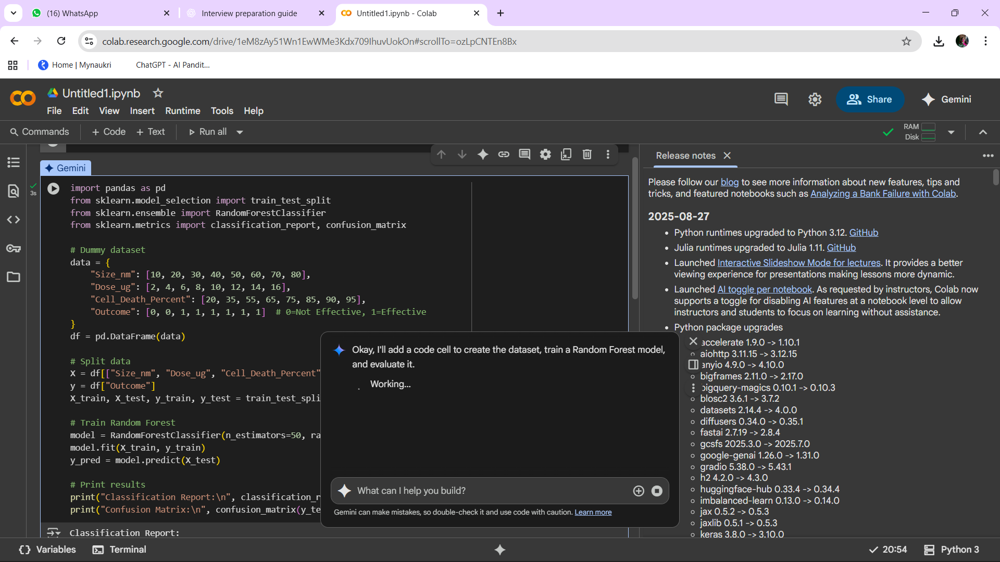 (16) WhatsApp
Interview preparation guide
Untitled1.ipynb - Colab
colab.research.google.com/drive/1eM8zAy51Wn1EwWMe3Kdx709IhuvUokOn#scrollTo=ozLpCNTEn8Bx
Home | Mynaukri
ChatGPT - AI Pandit...
Untitled1.ipynb
File Edit View Insert Runtime Tools Help
Share
Gemini
Commands
+ Code + Text
Run all
RAM
Disk
Gemini
3s
import pandas as pd
from sklearn.model_selection import train_test_split
from sklearn.ensemble import RandomForestClassifier
from sklearn.metrics import classification_report, confusion_matrix
# Dummy dataset
data = {
"Size_nm": [10, 20, 30, 40, 50, 60, 70, 80],
"Dose_ug": [2, 4, 6, 8, 10, 12, 14, 16],
"Cell_Death_Percent": [20, 35, 55, 65, 75, 85, 90, 95],
"Outcome": [0, 0, 1, 1, 1, 1, 1, 1] # 0=Not Effective, 1=Effective
}
df = pd.DataFrame(data)
# Split data
X = df[["Size_nm", "Dose_ug", "Cell_Death_Percent"
y = df["Outcome"]
X_train, X_test, y_train, y_test = train_test_spli
# Train Random Forest
model = RandomForestClassifier(n_estimators=50, ra
model.fit(X_train, y_train)
y_pred = model.predict(X_test)
# Print results
print("Classification Report:\n", classification_r
print("Confusion Matrix:\n", confusion_matrix(y_te
Classification Report:
Okay, I'll add a code cell to create the dataset, train a Random Forest model,
and evaluate it.
Working...
What can I help you build?
Gemini can make mistakes, so double-check it and use code with caution. Learn more
Release notes
Please follow our blog to see more information about new features, tips and
tricks, and featured notebooks such as Analyzing a Bank Failure with Colab.
2025-08-27
Python runtimes upgraded to Python 3.12. GitHub
Julia runtimes upgraded to Julia 1.11. GitHub
Launched Interactive Slideshow Mode for lectures. It provides a better
viewing experience for presentations making lessons more dynamic.
Launched AI toggle per notebook. As requested by instructors, Colab now
supports a toggle for disabling AI features at a notebook level to allow
instructors and students to focus on learning without assistance.
Python package upgrades
accelerate 1.9.0 -> 1.10.1
aiohttp 3.11.15 -> 3.12.15
anyio 4.9.0 -> 4.10.0
bigframes 2.11.0 -> 2.17.0
bigquery-magics 0.10.1 -> 0.10.3
blosc2 3.6.1 -> 3.7.2
datasets 2.14.4 -> 4.0.0
diffusers 0.34.0 -> 0.35.1
fastai 2.7.19 -> 2.8.4
gcsfs 2025.3.0 -> 2025.7.0
google-genai 1.26.0 -> 1.31.0
gradio 5.38.0 -> 5.43.1
h2 4.2.0 -> 4.3.0
huggingface-hub 0.33.4 -> 0.34.4
imbalanced-learn 0.13.0 -> 0.14.0
jax 0.5.2 -> 0.5.3
jaxlib 0.5.1 -> 0.5.3
keras 3.8.0 -> 3.10.0
Variables
Terminal
20:54
Python 3